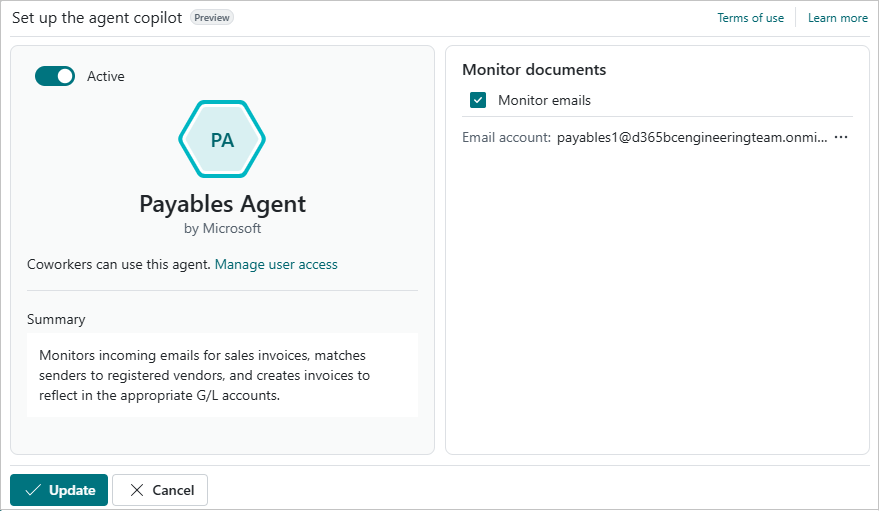 Set up the agent copilot Preview Terms of use Learn more
Active
PA
Payables Agent
by Microsoft
Coworkers can use this agent. Manage user access
Summary
Monitors incoming emails for sales invoices, matches
senders to registered vendors, and creates invoices to
reflect in the appropriate G/L accounts.
Monitor documents
Monitor emails
Email account: payables1@d365bcengineeringteam.onmi...
Update Cancel